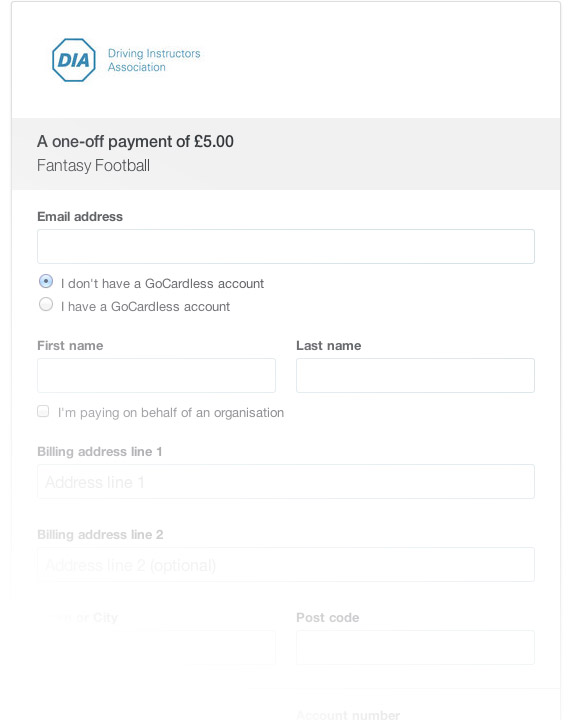 DIA
Driving Instructors
Association
A one-off payment of £5.00
Fantasy Football
Email address
I don't have a GoCardless account
I have a GoCardless account
First name
Last name
I'm paying on behalf of an organisation
Billing address line 1
Address line 1
Billing address line 2
Address line 2 (optional)
City
Post code
Account number